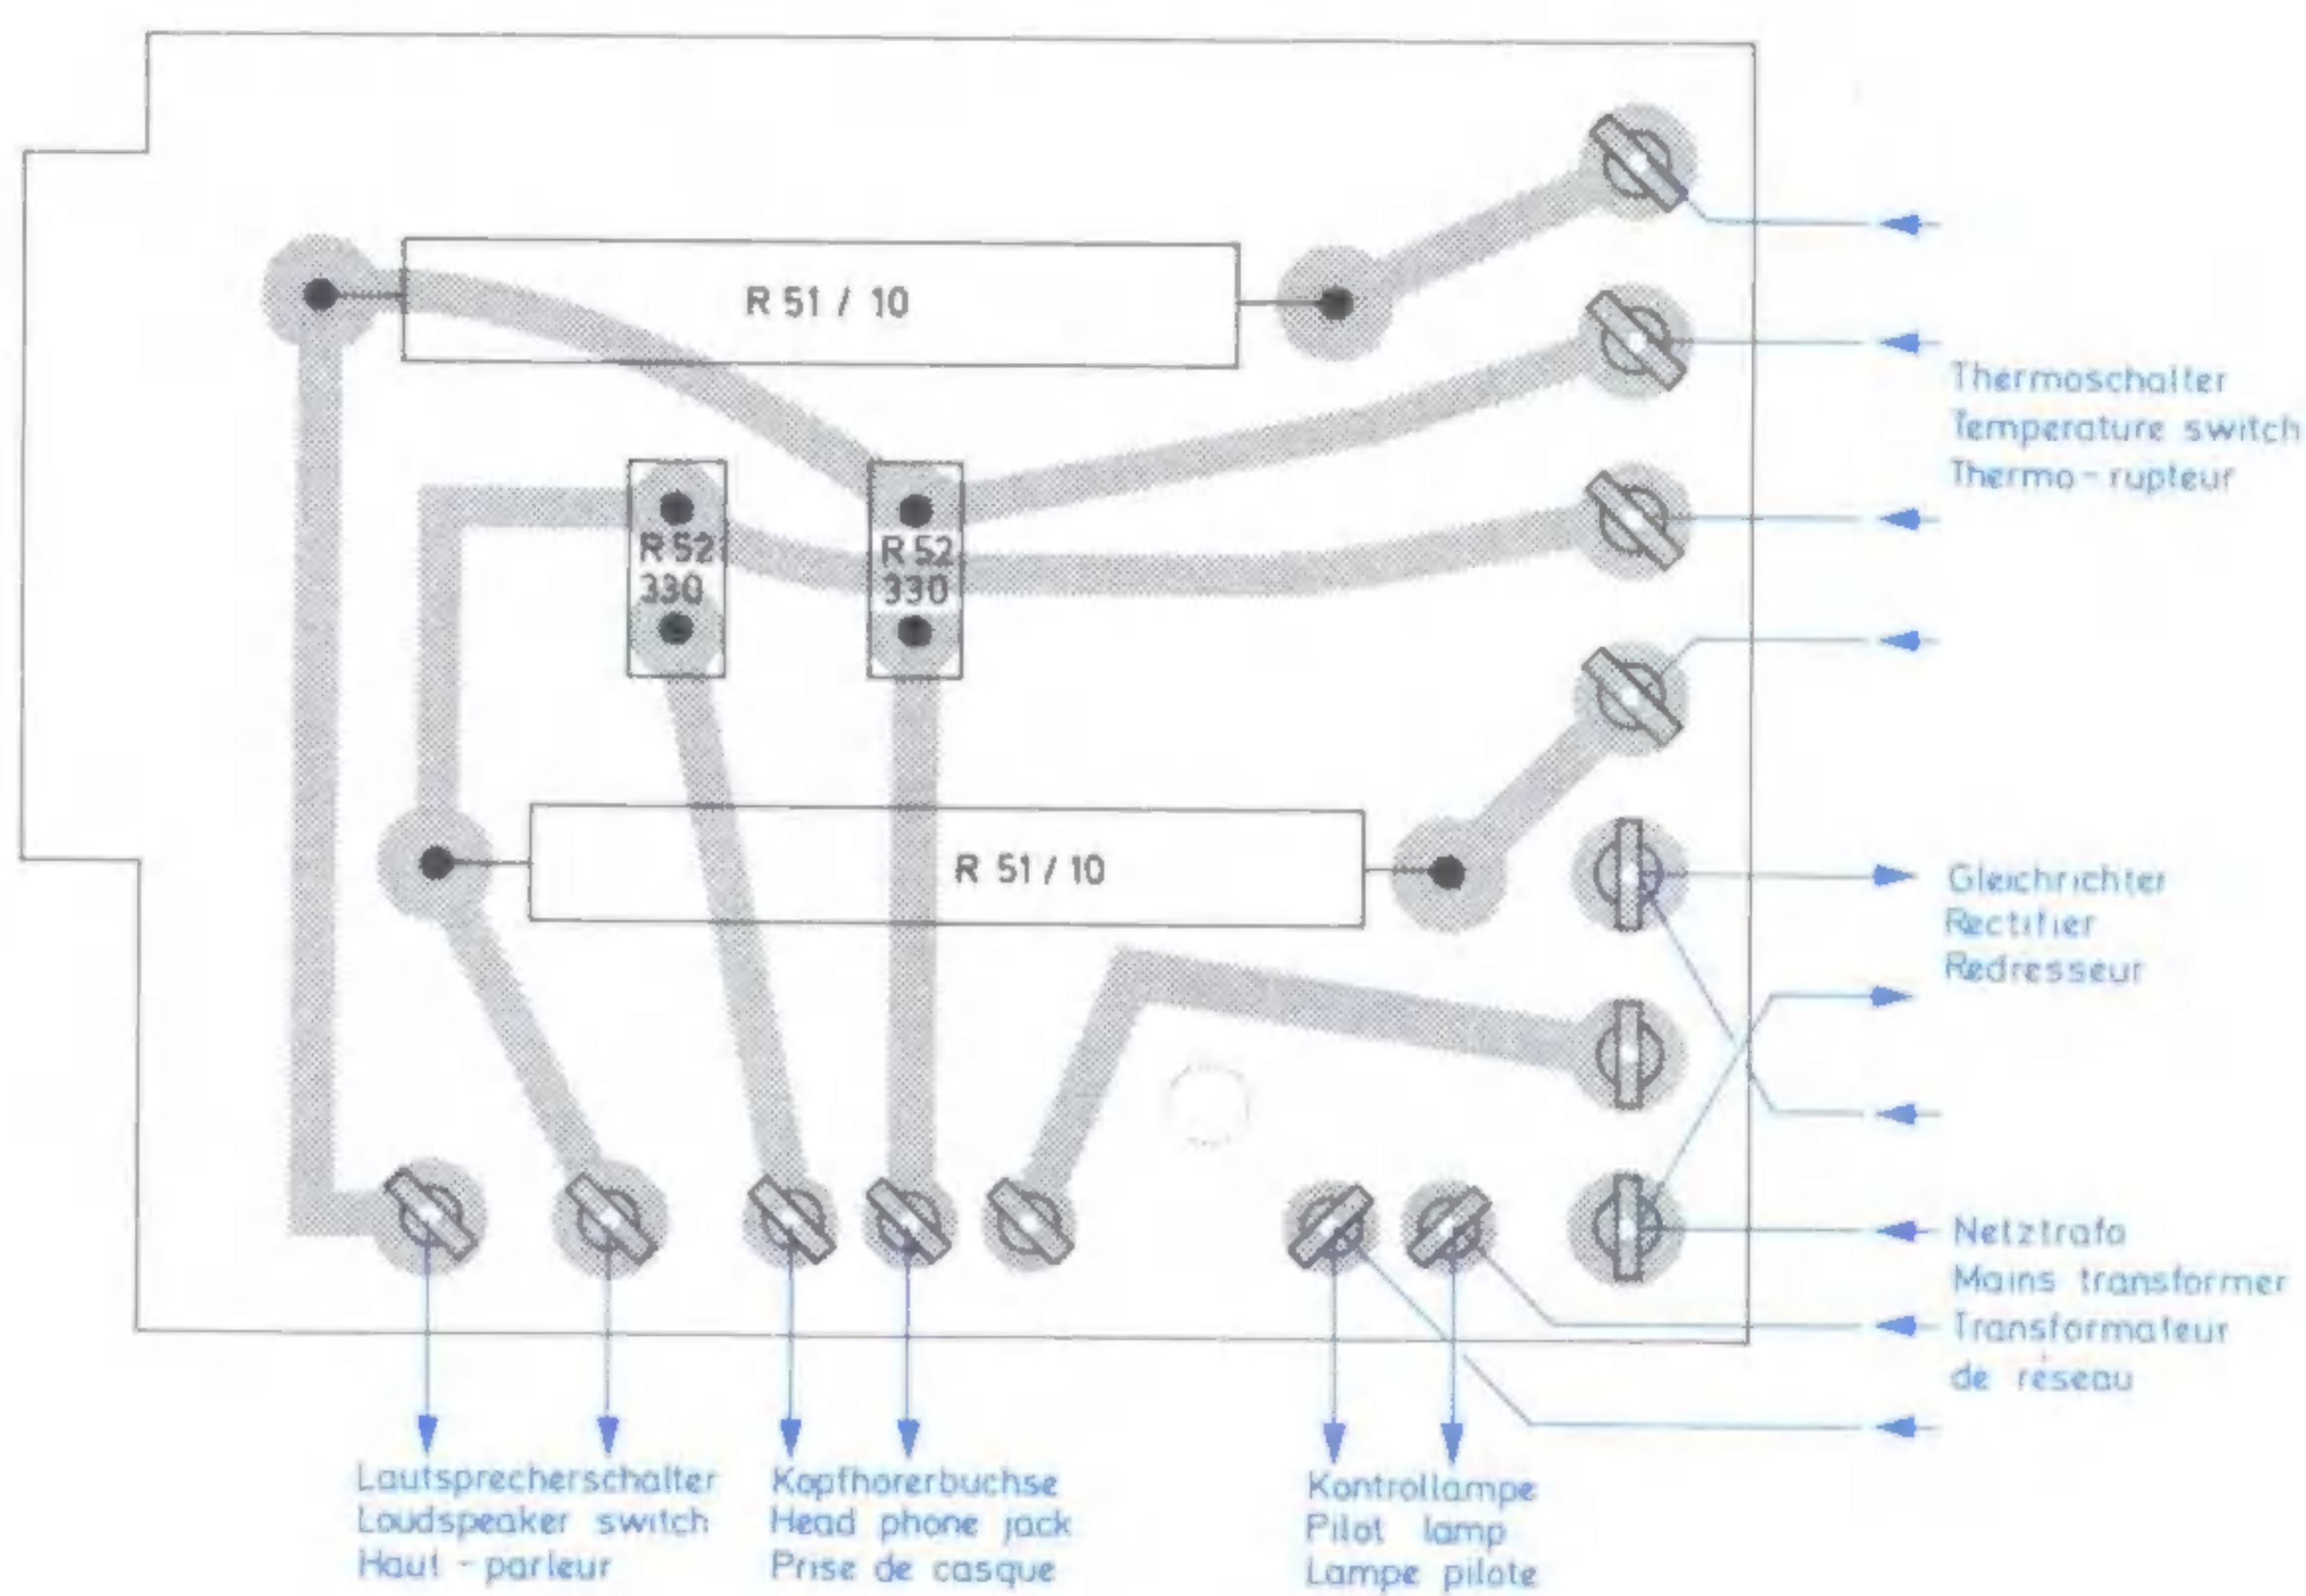 R 51 / 10
Thermoschalter
Temperature switch
Thermo-rupteur
R 52
330
R 52
330
R 51 / 10
Gleichrichter
Rectifier
Redresseur
Netztrafo
Mains transformer
Transformateur
de réseau
Lautsprecherschalter
Loudspeaker switch
Haut-parleur
Kopfhorerbuchse
Head phone jack
Prise de casque
Kontrollampe
Pilot lamp
Lampe pilote